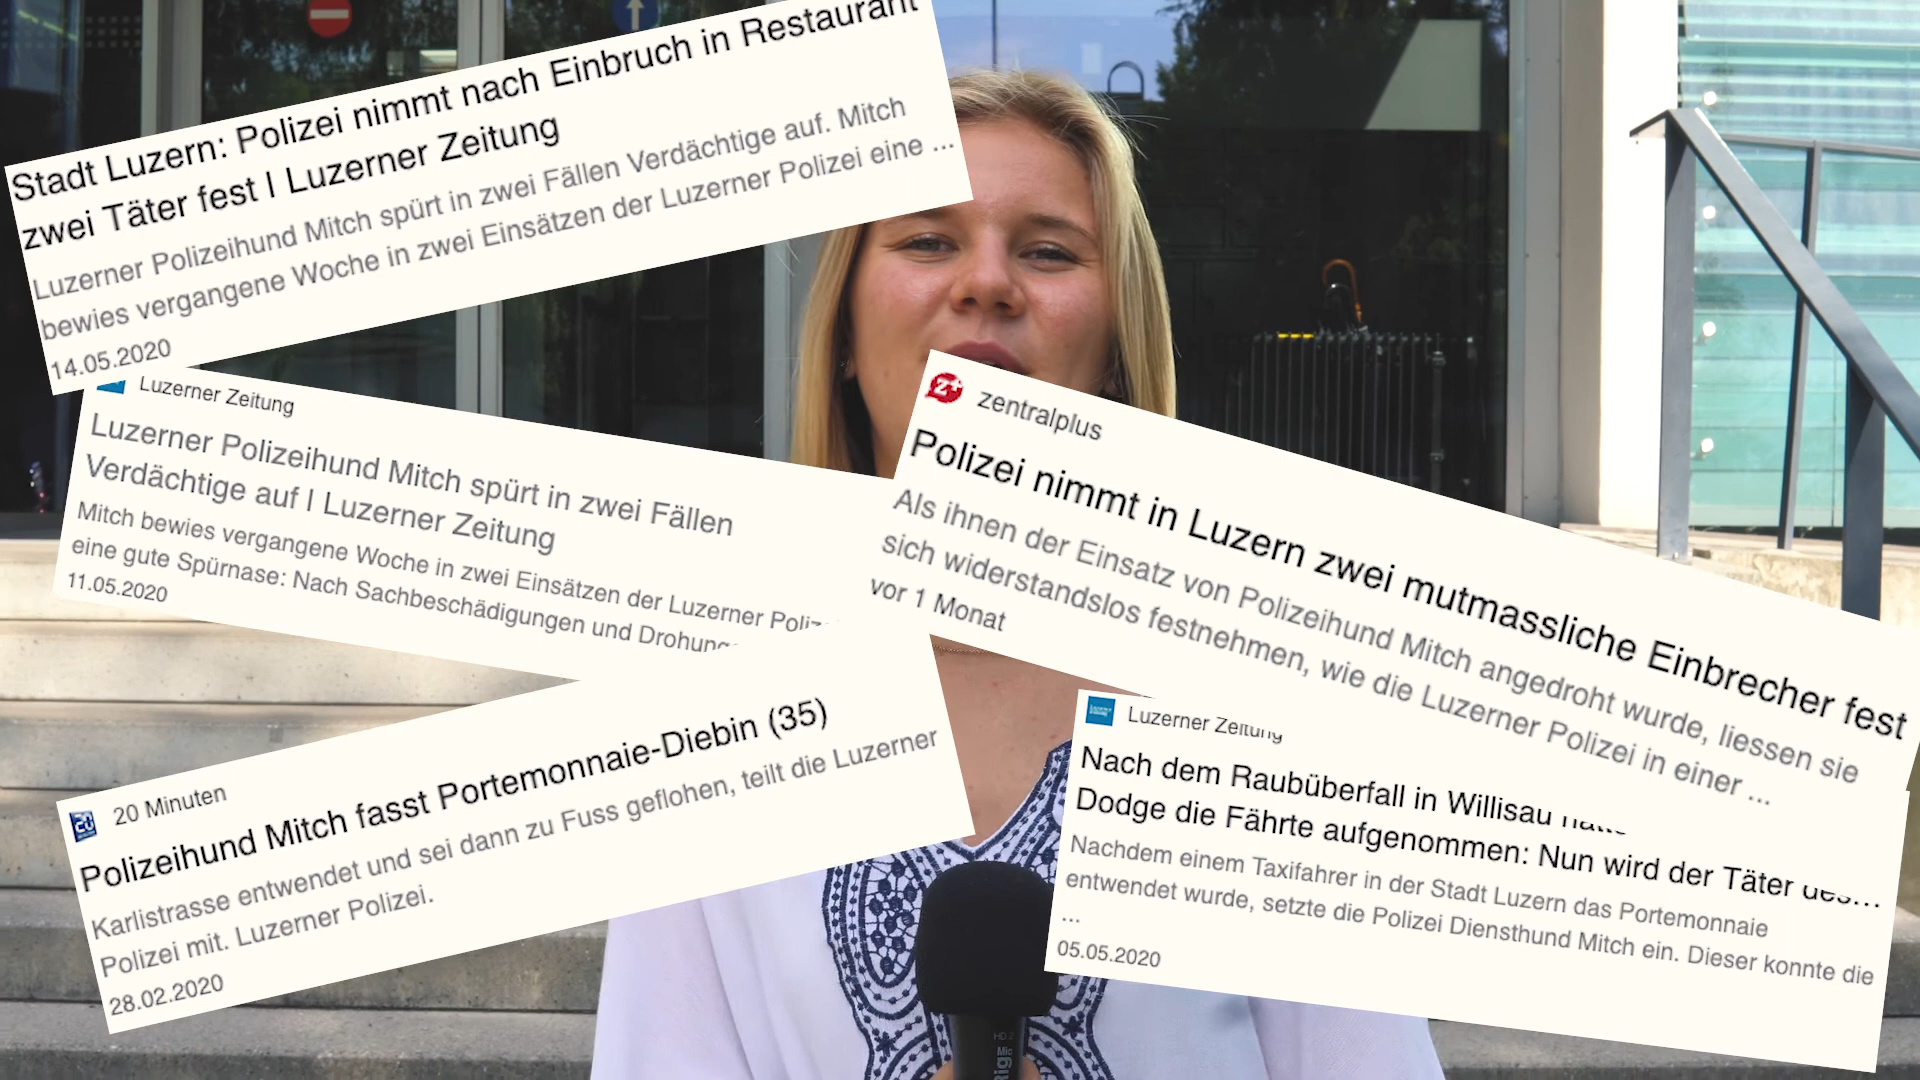 Stadt Luzern: Polizei nimmt nach Einbruch in Restaurant
zwei Täter fest | Luzerner Zeitung
Luzerner Polizeihund Mitch spürt in zwei Fällen Verdächtige auf. Mitch
bewies vergangene Woche in zwei Einsätzen der Luzerner Polizei eine ...
14.05.2020
Luzerner Zeitung
Luzerner Polizeihund Mitch spürt in zwei Fällen
Verdächtige auf | Luzerner Zeitung
Mitch bewies vergangene Woche in zwei Einsätzen der Luzerner
eine gute Spürnase: Nach Sachbeschädigungen und
11.05.2020
zentralplus
Polizei nimmt in Luzern zwei mutmassliche Einbrecher fest
Als ihnen der Einsatz von Polizeihund Mitch angedroht wurde, liessen sie
sich widerstandslos festnehmen, wie die Luzerner Polizei in einer ...
vor 1 Monat
20 Minuten
Polizeihund Mitch fasst Portemonnaie-Diebin (35)
Karlistrasse entwendet und sei dann zu Fuss geflohen, teilt die Luzerner
Polizei mit. Luzerner Polizei.
28.02.2020
Luzerner Zeitung
Nach dem Raubüberfall in Willisau
Dodge die Fährte aufgenommen: Nun wird der Täter des...
Nachdem einem Taxifahrer in der Stadt Luzern das Portemonnaie
entwendet wurde, setzte die Polizei Diensthund Mitch ein. Dieser konnte die
...
05.05.2020